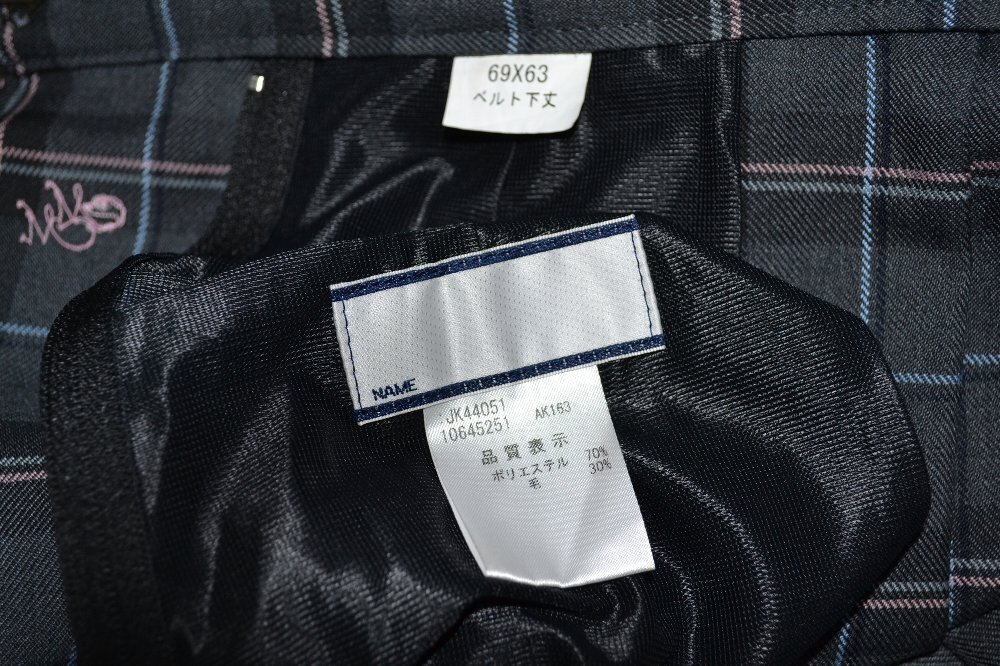 69X63
ベルト下丈
NAME
JK44051
10645251 AK163
品質表示
ポリエステル 70%
毛 30%